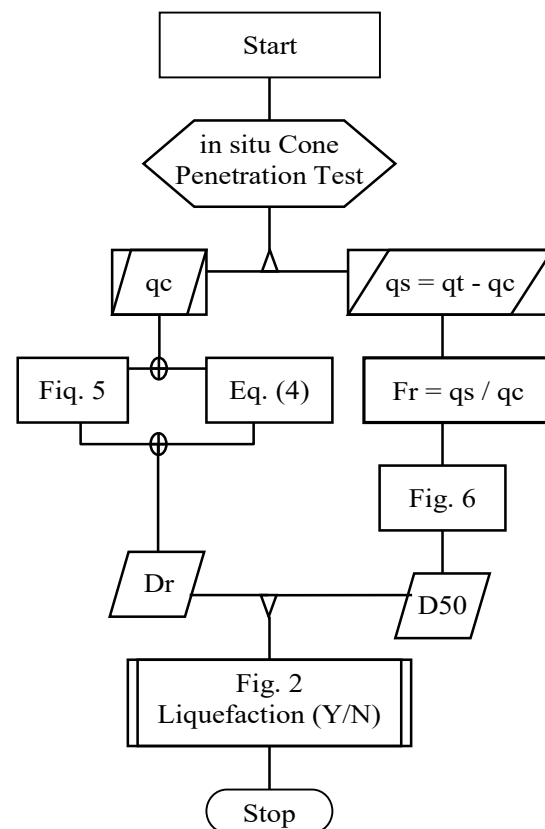 Start
in situ Cone
Penetration Test
qc
qs = qt - qc
Fiq. 5
Eq. (4)
Fr = qs / qc
Fig. 6
Dr
D50
Fig. 2
Liquefaction (Y/N)
Stop